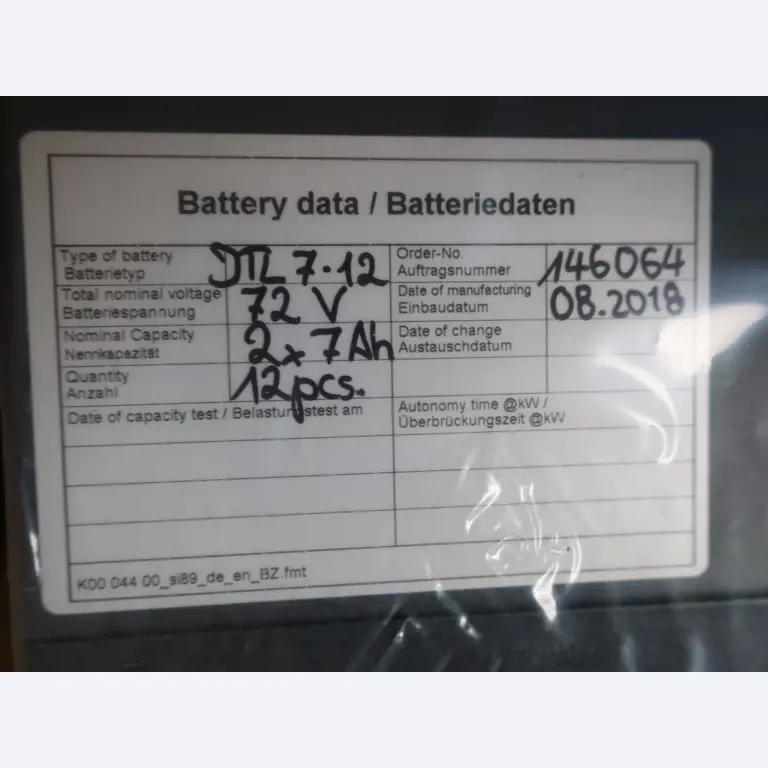 Battery data / Batteriedaten
Type of battery
Batterietyp
JTL 7-12
Order-No.
Auftragsnummer
146064
Total nominal voltage
Batteriespannung
72 V
Date of manufacturing
Einbaudatum
08.2018
Nominal Capacity
Nennkapazität
2x7Ah
Date of change
Austauschdatum
Quantity
Anzahl
12pcs.
Date of capacity test / Belastungstest am
Autonomy time @kW /
Überbrückungszeit @kW
K00 044 00_si89_de_en_BZ.fmt